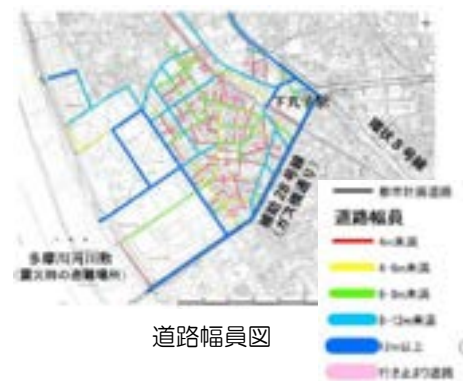 下丸子駅
環状8号線
補助28号線
(ガス橋通り)
多摩川河川敷
(震災時の避難場所)
都市計画道路
道路幅員
4m未満
4-6m未満
6-8m未満
8-12m未満
12m以上
行き止まり道路
道路幅員図